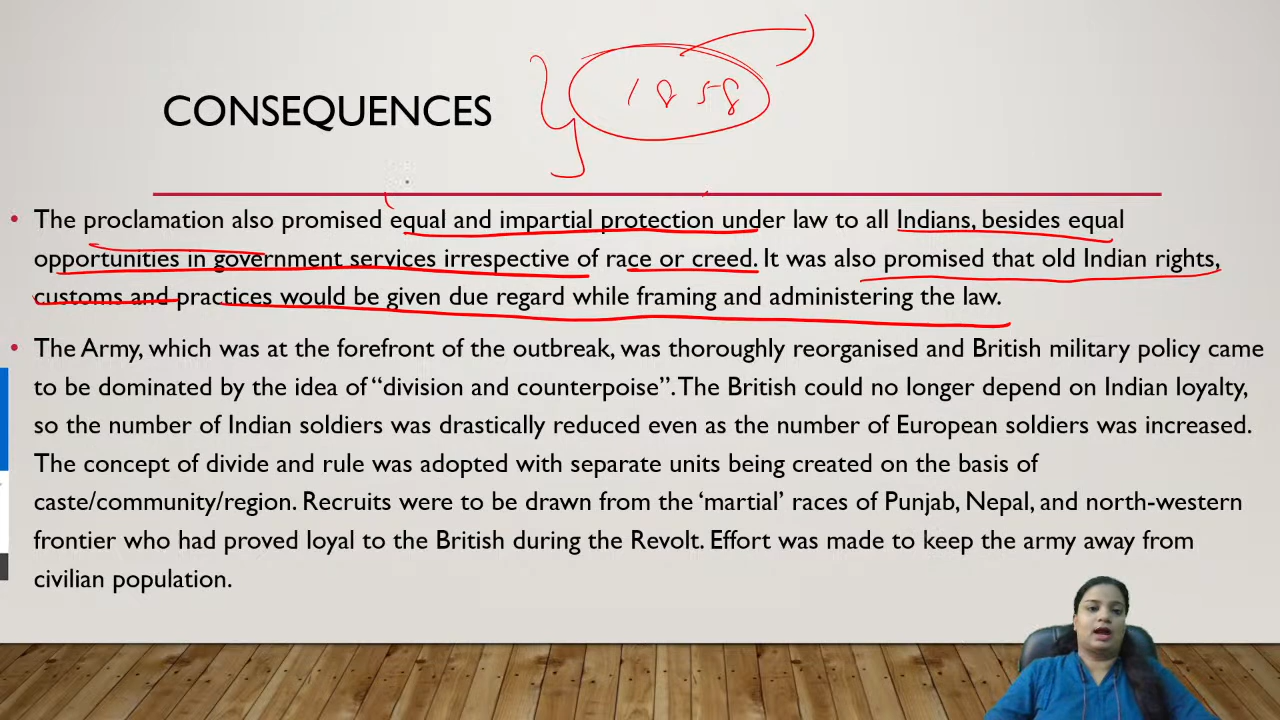 1858
CONSEQUENCES
• The proclamation also promised equal and impartial protection under law to all Indians, besides equal
opportunities in government services irrespective of race or creed. It was also promised that old Indian rights,
customs and practices would be given due regard while framing and administering the law.
• The Army, which was at the forefront of the outbreak, was thoroughly reorganised and British military policy came
to be dominated by the idea of “division and counterpoise”. The British could no longer depend on Indian loyalty,
so the number of Indian soldiers was drastically reduced even as the number of European soldiers was increased.
The concept of divide and rule was adopted with separate units being created on the basis of
caste/community/region. Recruits were to be drawn from the ‘martial’ races of Punjab, Nepal, and north-western
frontier who had proved loyal to the British during the Revolt. Effort was made to keep the army away from
civilian population.